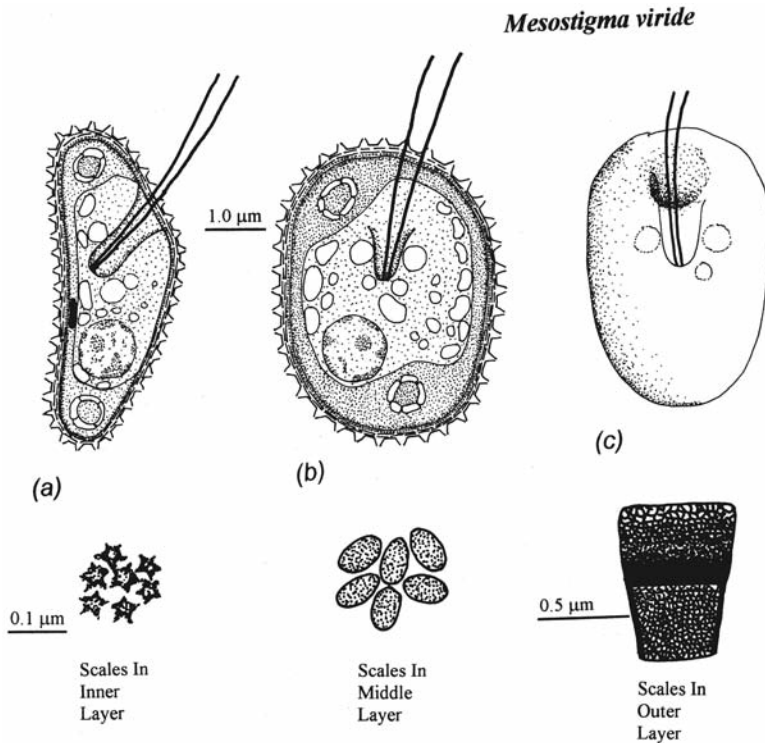 Mesostigma viride
1.0 µm
(a)
(b)
(c)
0.1 µm
0.5 µm
Scales In
Inner
Layer
Scales In
Middle
Layer
Scales In
Outer
Layer